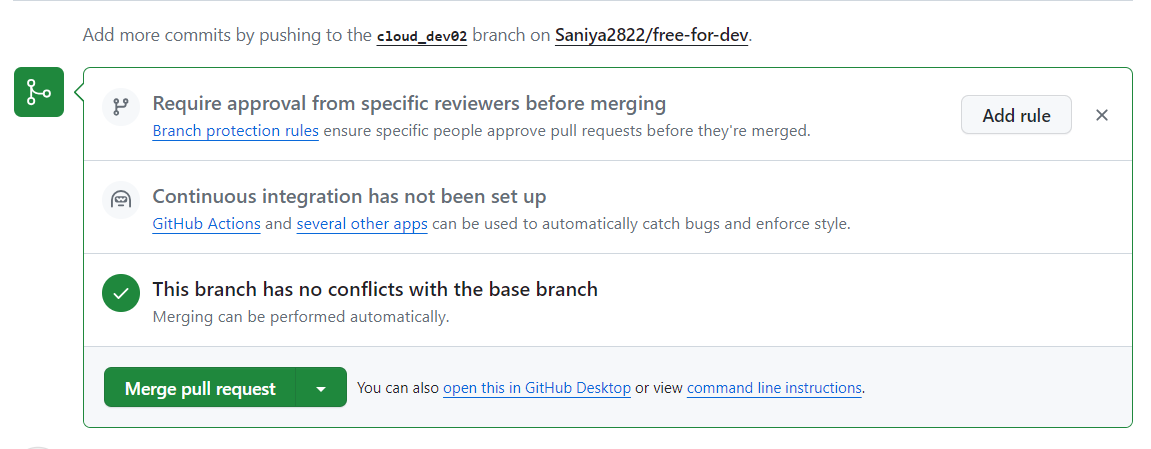 Add more commits by pushing to the cloud_dev02 branch on Saniya2822/free-for-dev.
Require approval from specific reviewers before merging
Branch protection rules ensure specific people approve pull requests before they're merged.
Add rule
Continuous integration has not been set up
GitHub Actions and several other apps can be used to automatically catch bugs and enforce style.
This branch has no conflicts with the base branch
Merging can be performed automatically.
Merge pull request
You can also open this in GitHub Desktop or view command line instructions.